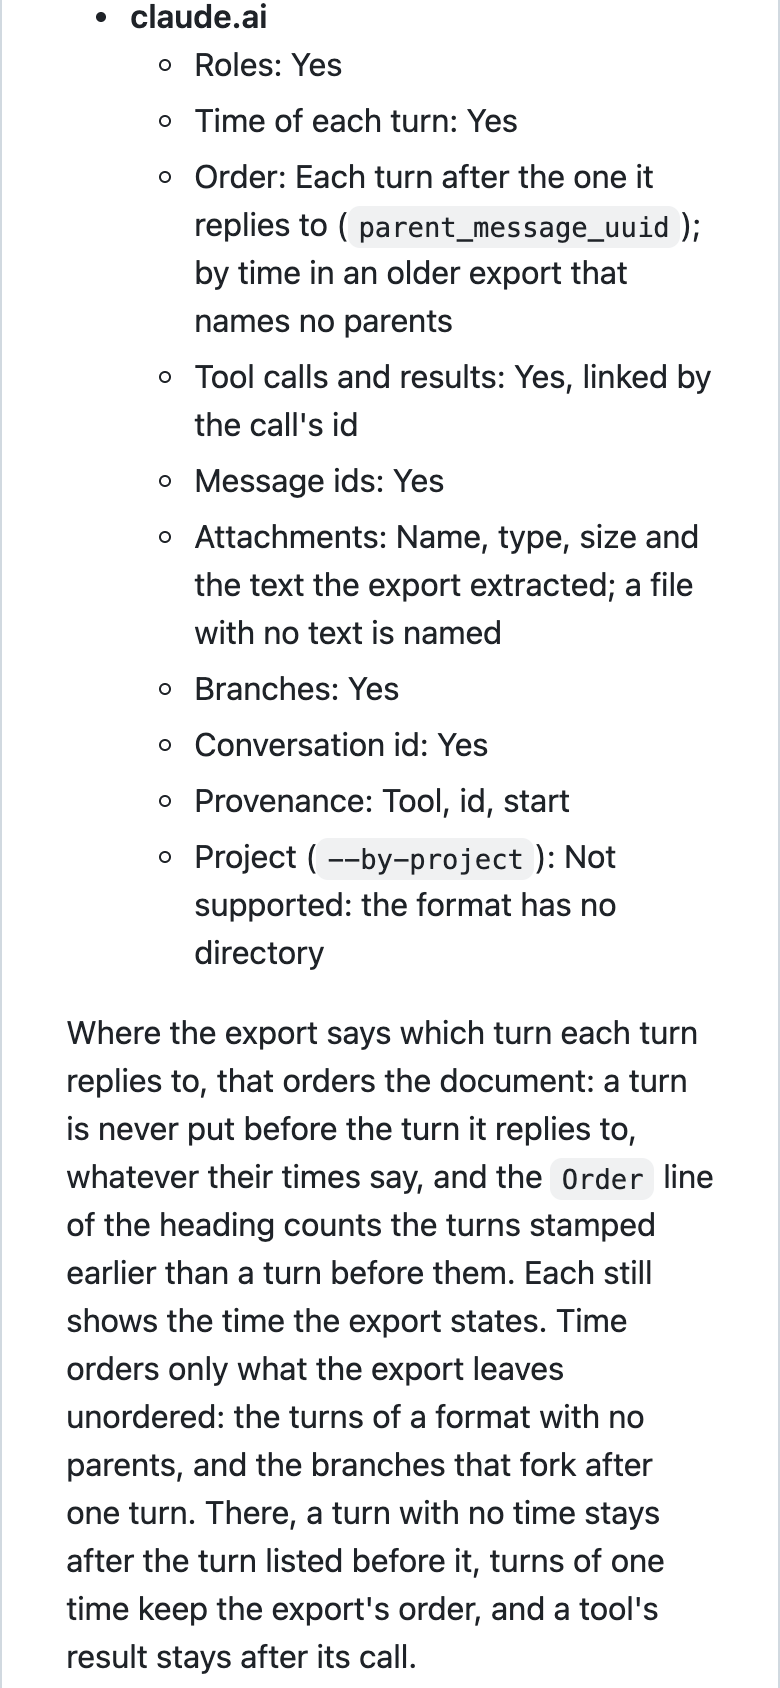 • claude.ai
◦ Roles: Yes
◦ Time of each turn: Yes
◦ Order: Each turn after the one it
replies to (parent_message_uuid);
by time in an older export that
names no parents
◦ Tool calls and results: Yes, linked by
the call's id
◦ Message ids: Yes
◦ Attachments: Name, type, size and
the text the export extracted; a file
with no text is named
◦ Branches: Yes
◦ Conversation id: Yes
◦ Provenance: Tool, id, start
◦ Project (--by-project): Not
supported: the format has no
directory
Where the export says which turn each turn
replies to, that orders the document: a turn
is never put before the turn it replies to,
whatever their times say, and the Order line
of the heading counts the turns stamped
earlier than a turn before them. Each still
shows the time the export states. Time
orders only what the export leaves
unordered: the turns of a format with no
parents, and the branches that fork after
one turn. There, a turn with no time stays
after the turn listed before it, turns of one
time keep the export's order, and a tool's
result stays after its call.